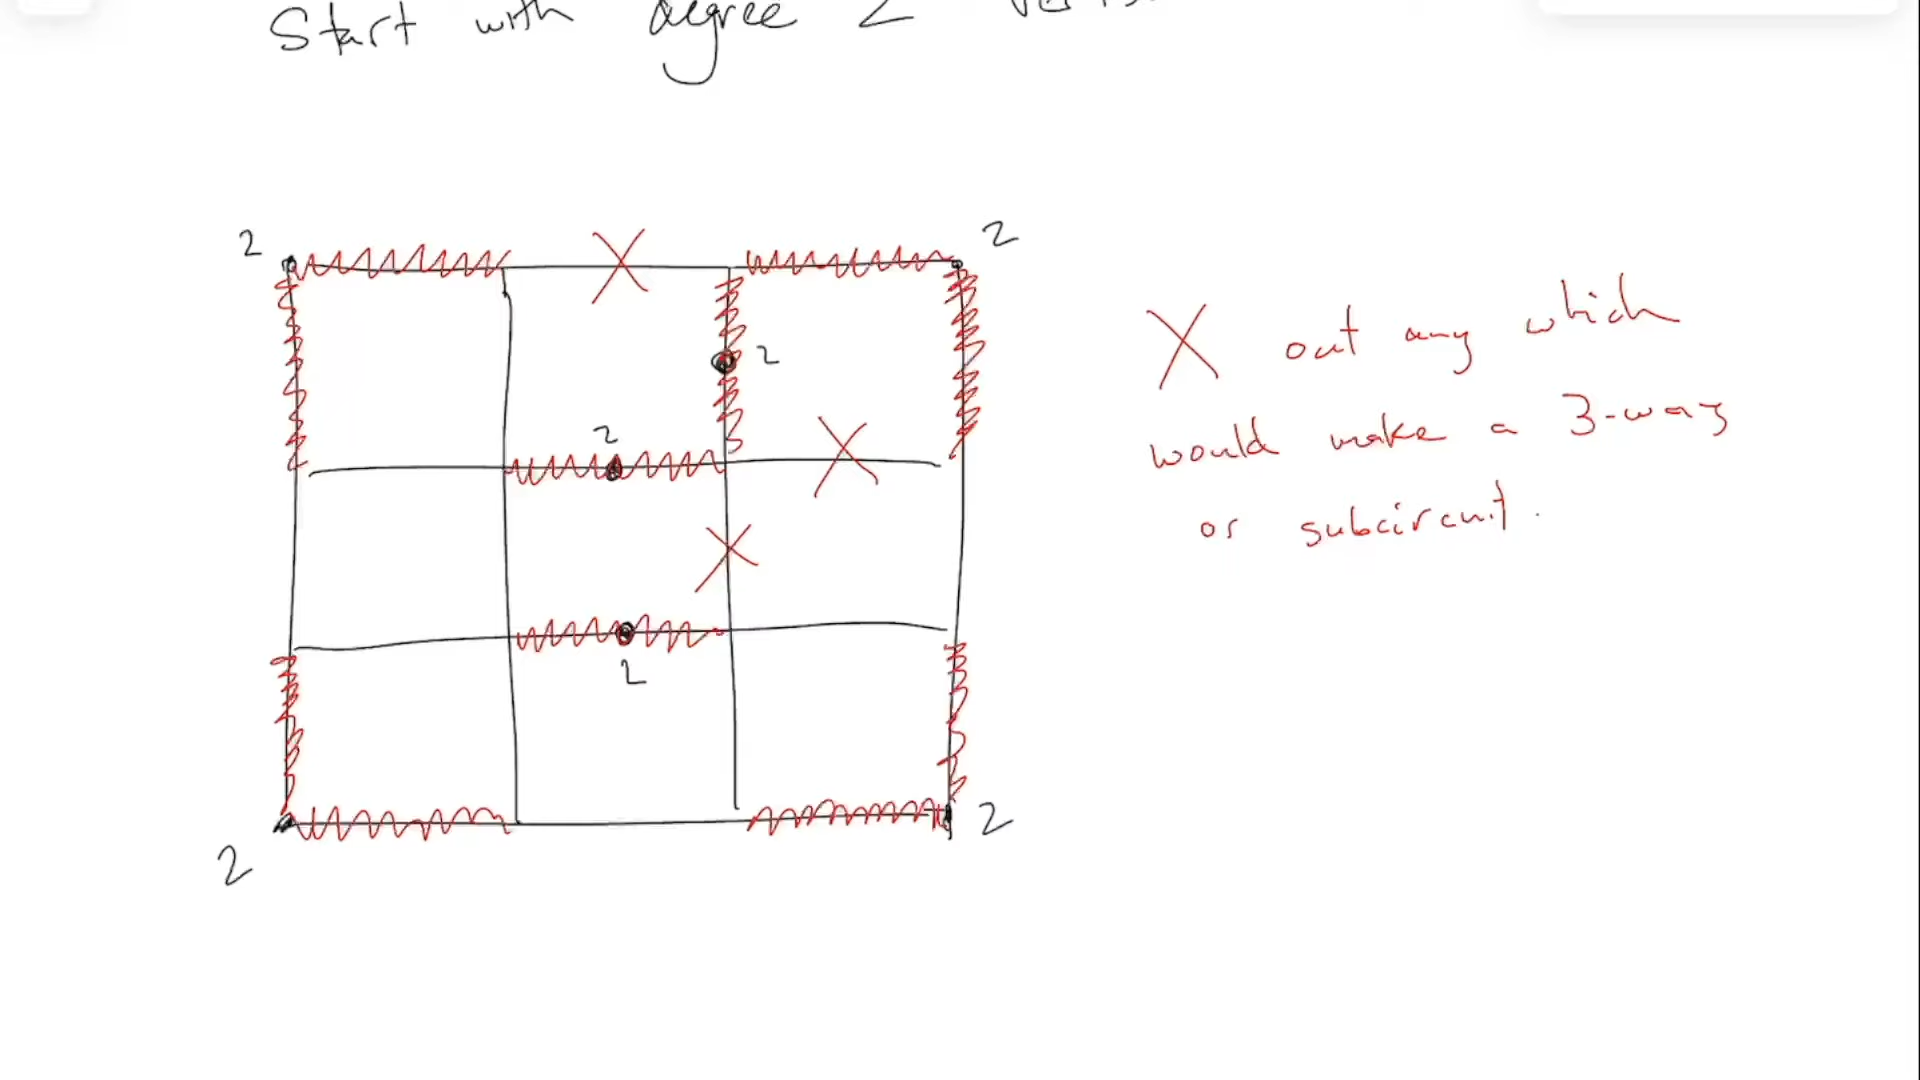 Start with degree 2
2 2
2
2
2
2
2
X out any which
would make a 3-way
or subcircuit.